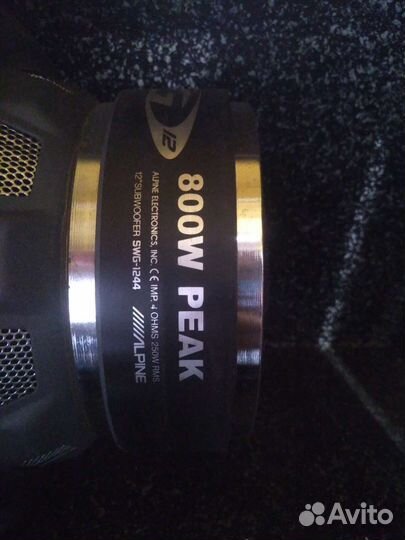 12
800W PEAK
ALPINE ELECTRONICS, INC. CE IMP. 4 OHMS 250W RMS
12"SUBWOOFER SWG-1244
ALPINE
Avito